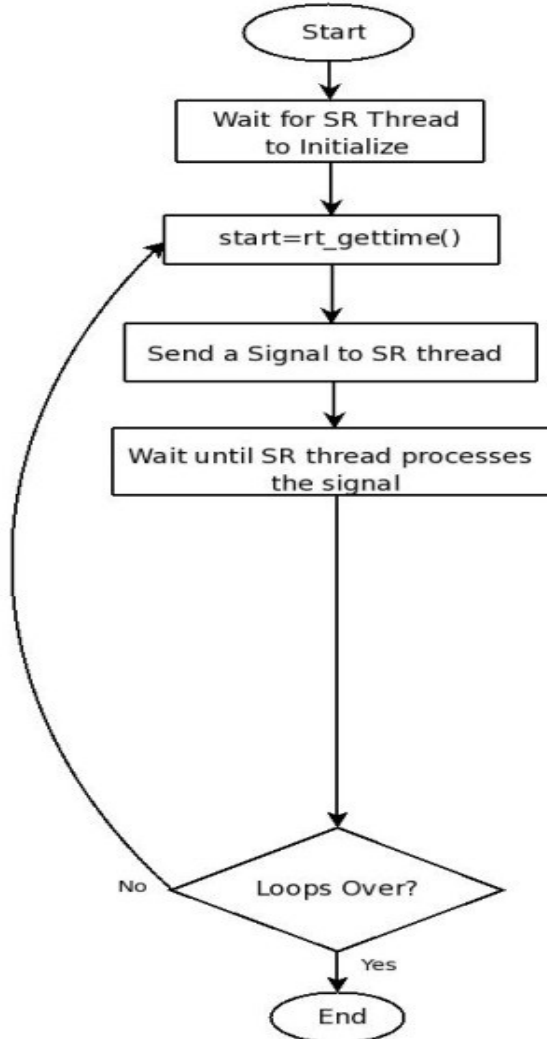 Start
Wait for SR Thread
to Initialize
start=rt_gettime()
Send a Signal to SR thread
Wait until SR thread processes
the signal
No
Loops Over?
Yes
End